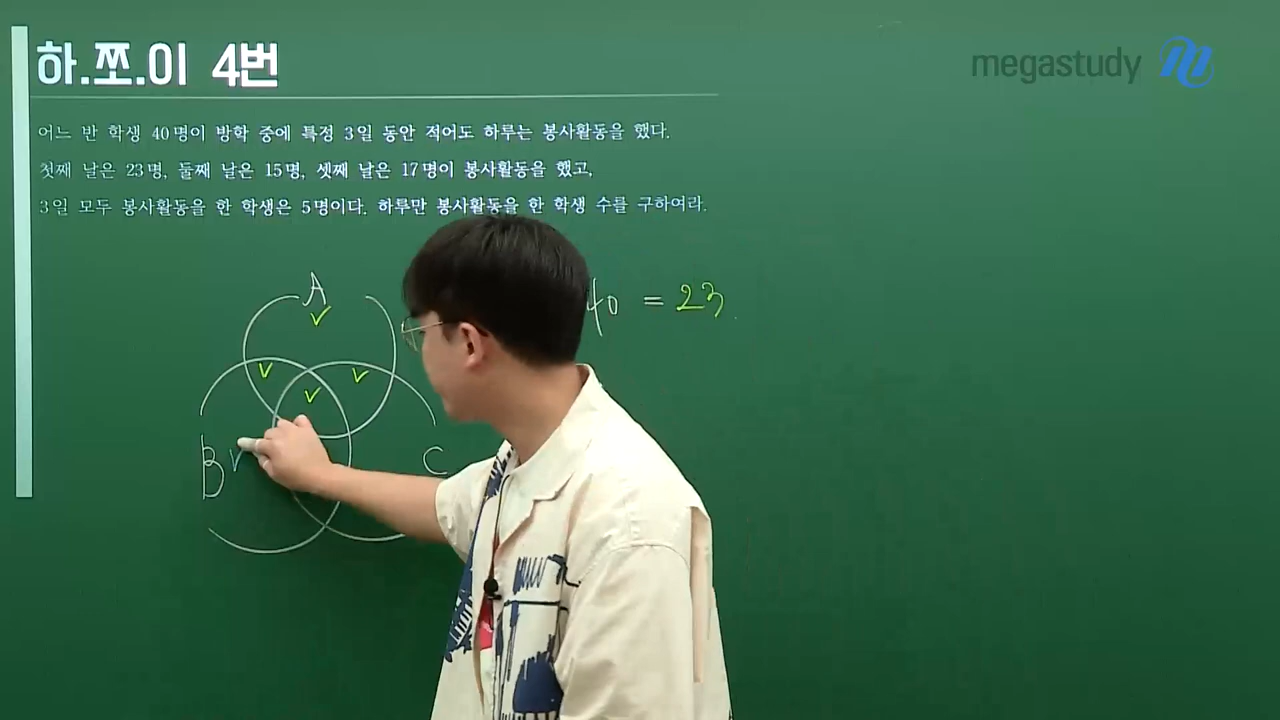 하.쪼.이 4번
megastudy
어느 반 학생 40명이 방학 중에 특정 3일 동안 적어도 하루는 봉사활동을 했다.
첫째 날은 23명, 둘째 날은 15명, 셋째 날은 17명이 봉사활동을 했고,
3일 모두 봉사활동을 한 학생은 5명이다. 하루만 봉사활동을 한 학생 수를 구하여라.
A
40 = 23
B
C